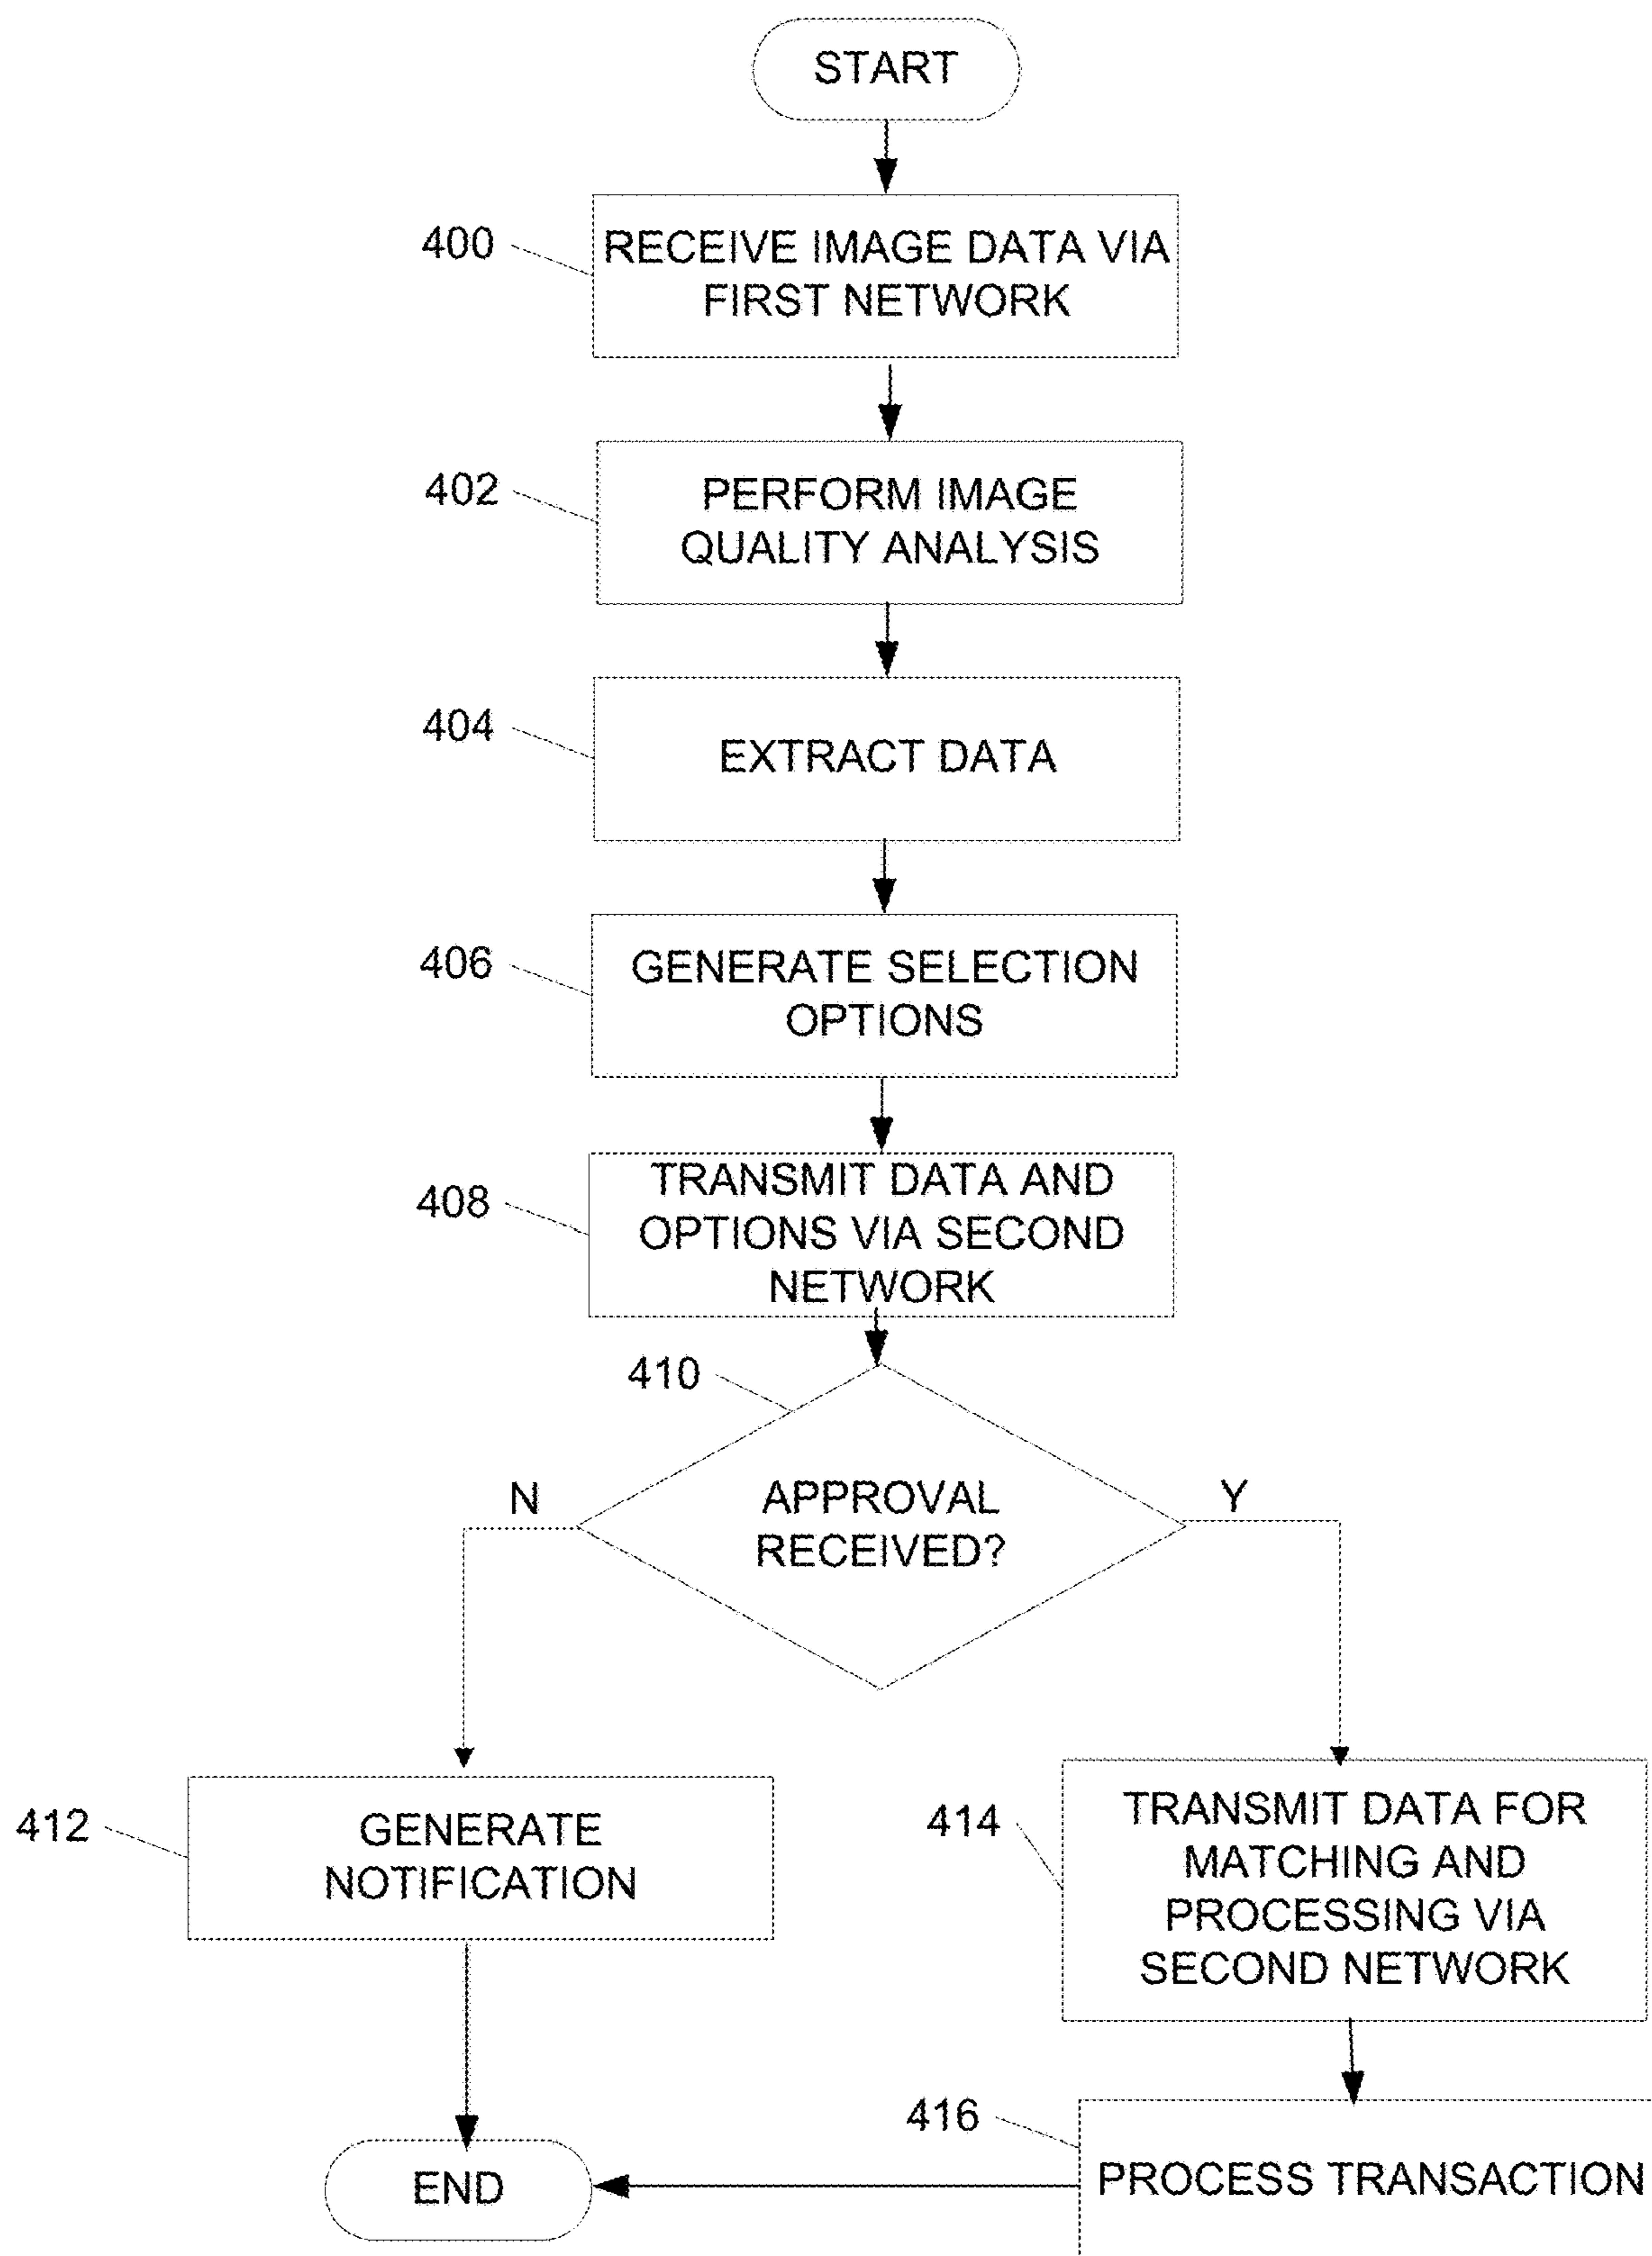 START
400
RECEIVE IMAGE DATA VIA
FIRST NETWORK
402
PERFORM IMAGE
QUALITY ANALYSIS
404
EXTRACT DATA
406
GENERATE SELECTION
OPTIONS
408
TRANSMIT DATA AND
OPTIONS VIA SECOND
NETWORK
410
APPROVAL
RECEIVED?
N
Y
412
GENERATE
NOTIFICATION
414
TRANSMIT DATA FOR
MATCHING AND
PROCESSING VIA
SECOND NETWORK
416
PROCESS TRANSACTION
END